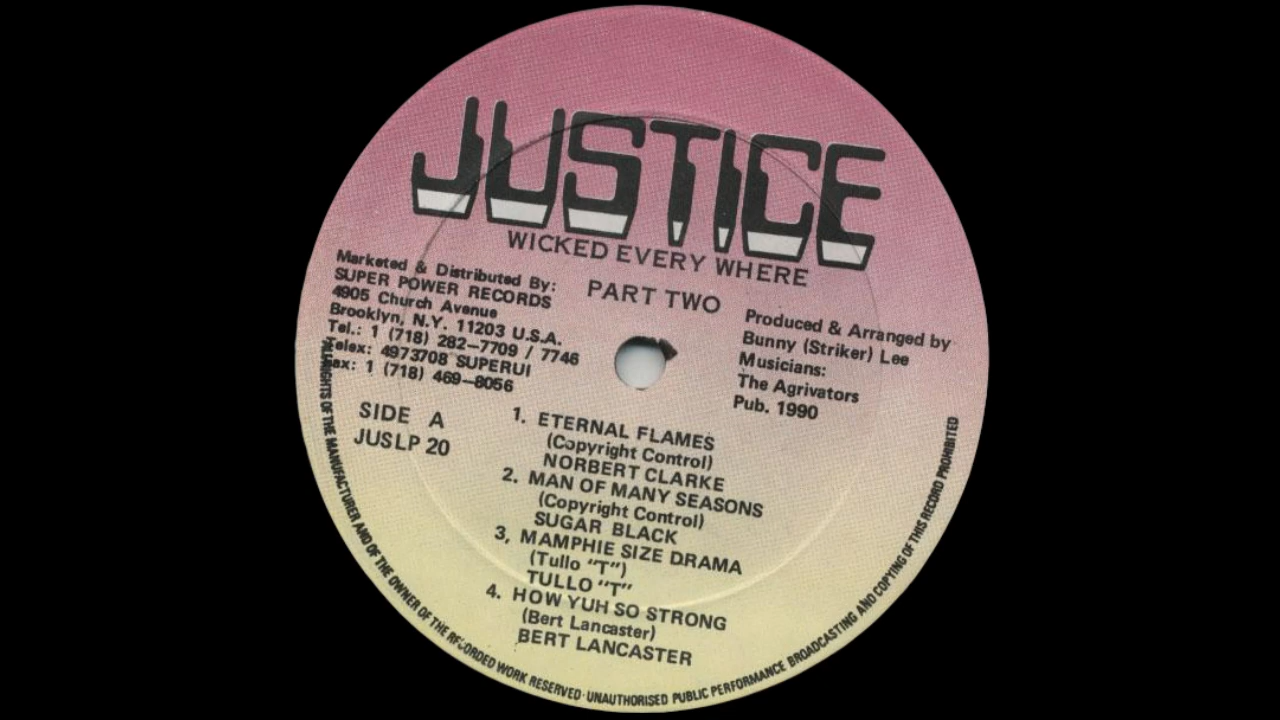 JUSTICE
WICKED EVERY WHERE
PART TWO
Marketed & Distributed By:
SUPER POWER RECORDS
4905 Church Avenue
Brooklyn, N.Y. 11203 U.S.A.
Tel.: 1 (718) 282-7709 / 7746
Telex: 4973708 SUPERUI
Fax: 1 (718) 469-8056
Produced & Arranged by
Bunny (Striker) Lee
Musicians:
The Agrivators
Pub. 1990
SIDE A
JUSLP 20
1. ETERNAL FLAMES
(Copyright Control)
NORBERT CLARKE
2. MAN OF MANY SEASONS
(Copyright Control)
SUGAR BLACK
3, MAMPHIE SIZE DRAMA
(Tullo "T")
TULLO "T"
4. HOW YUH SO STRONG
(Bert Lancaster)
BERT LANCASTER
ALL RIGHTS OF THE MANUFACTURER AND OF THE OWNER OF THE RECORDED WORK RESERVED · UNAUTHORISED PUBLIC PERFORMANCE BROADCASTING AND COPYING OF THIS RECORD PROHIBITED